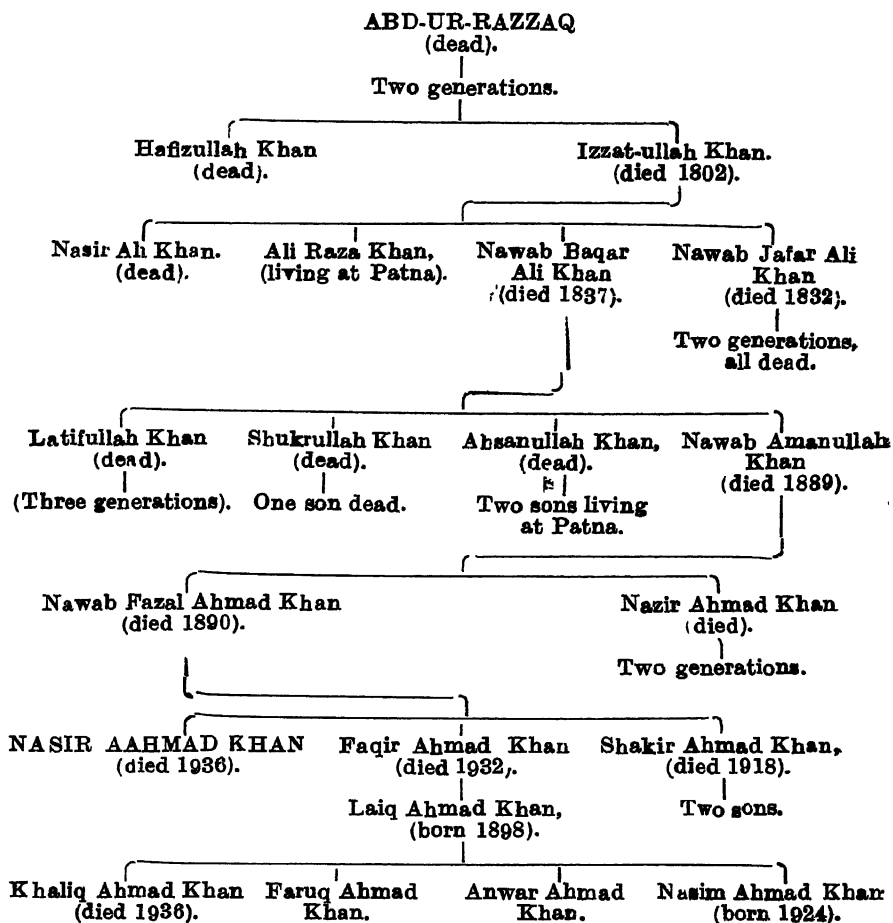 ABD-UR-RAZZAQ
(dead).
Two generations.
Hafizullah Khan
(dead).
Izzat-ullah Khan.
(died 1802).
Nasir Ah Khan.
(dead).
Ali Raza Khan,
(living at Patna).
Nawab Baqar
Ali Khan
(died 1837).
Nawab Jafar Ali
Khan
(died 1832).
Two generations,
all dead.
Latifullah Khan
(dead).
(Three generations).
Shukrullah Khan
(dead).
One son dead.
Absanullah Khan,
(dead).
Two sons living
at Patna.
Nawab Amanullah
Khan
(died 1889).
Nawab Fazal Ahmad Khan
(died 1890).
Nazir Ahmad Khan
(died).
Two generations.
NASIR AAHMAD KHAN
(died 1936).
Faqir Ahmad Khan
(died 1932,.
Shakir Ahmad Khan,
(died 1918).
Laiq Ahmad Khan,
(born 1898).
Two sons.
Khaliq Ahmad Khan
(died 1936).
Faruq Ahmad
Khan.
Anwar Ahmad
Khan.
Nasim Ahmad Khan
(born 1924).